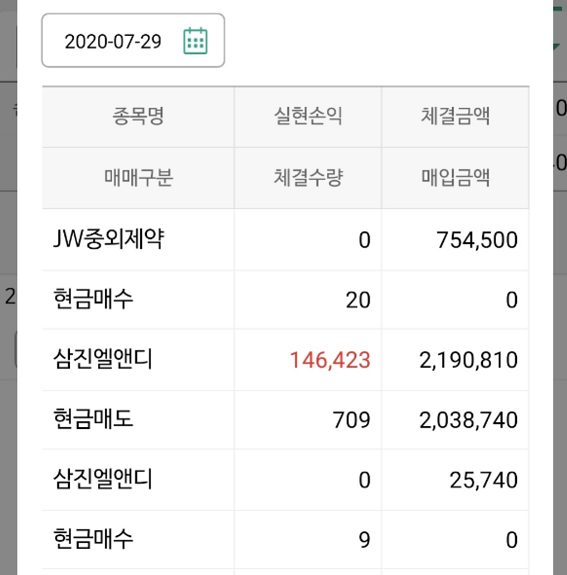 2020-07-29
종목명 실현손익 체결금액
매매구분 체결수량 매입금액
JW중외제약 0 754,500
현금매수 20 0
삼진엘앤디 146,423 2,190,810
현금매도 709 2,038,740
삼진엘앤디 0 25,740
현금매수 9 0